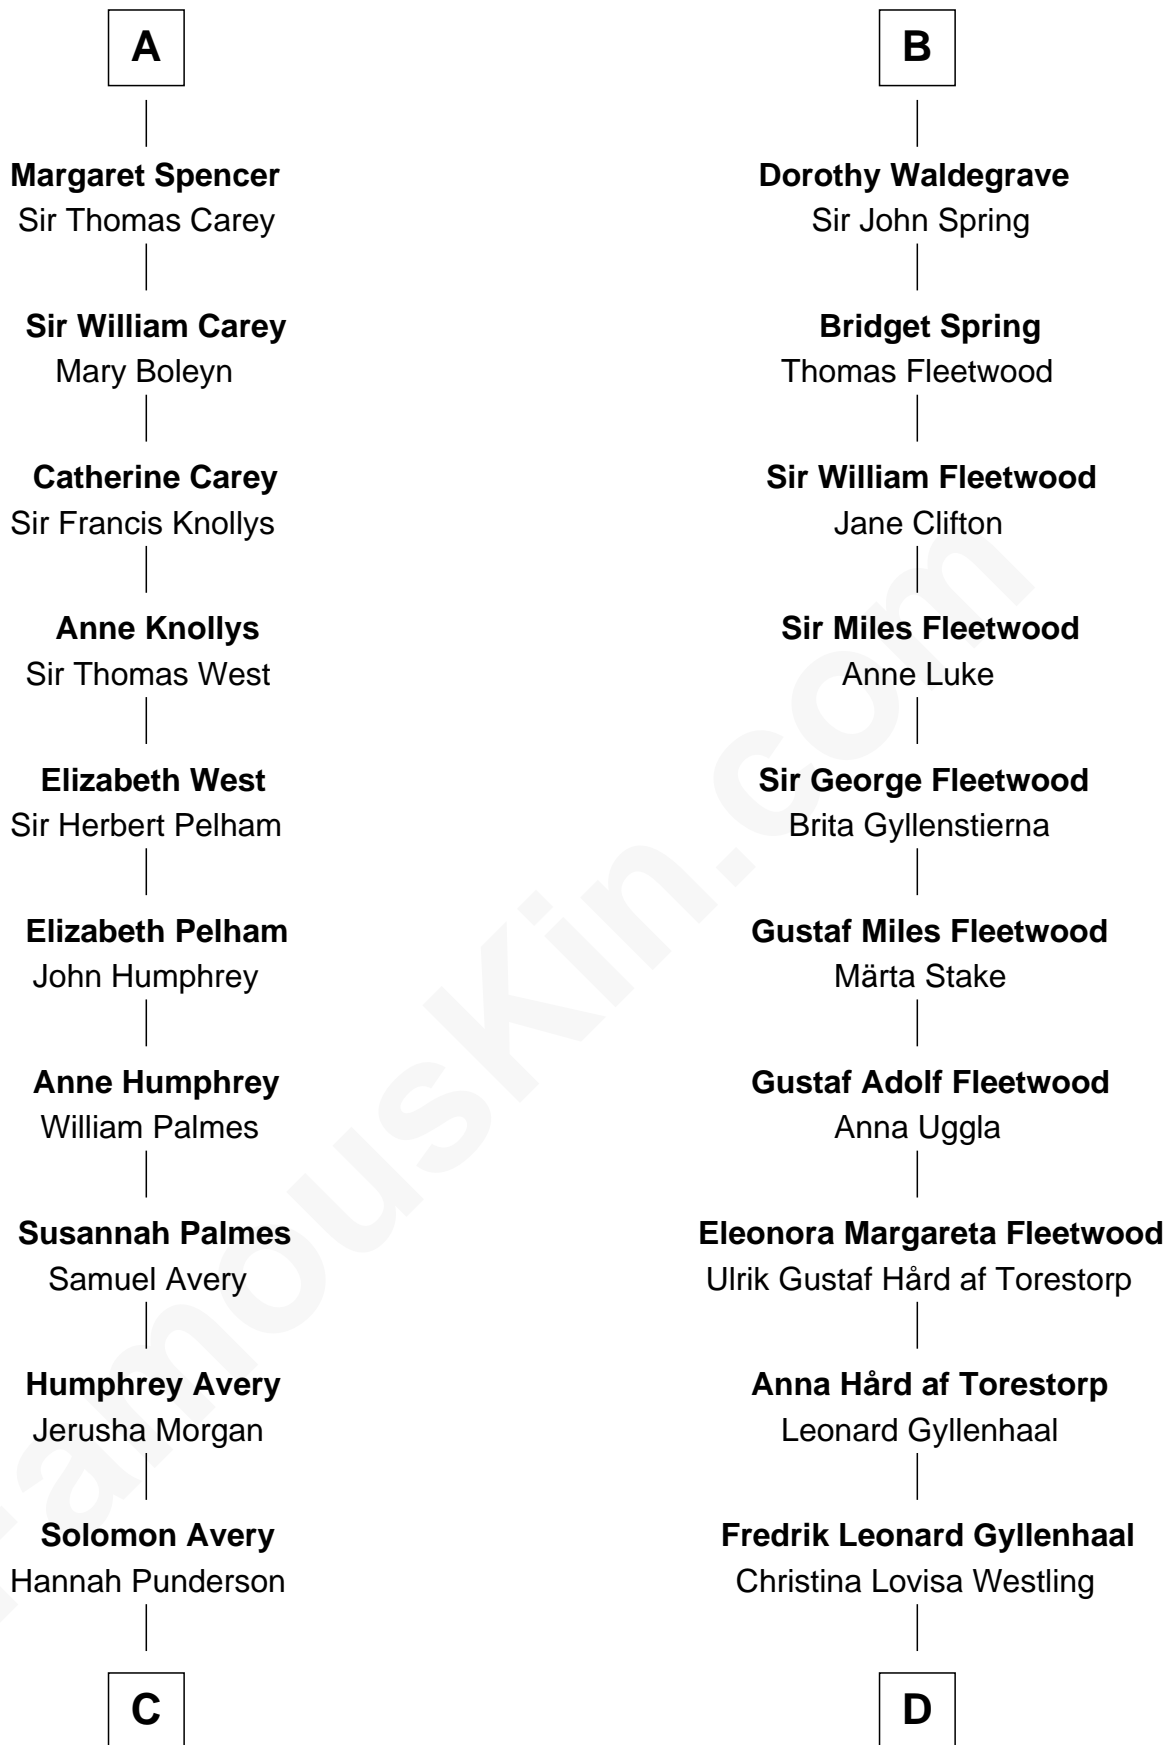 A
Margaret Spencer
Sir Thomas Carey
Sir William Carey
Mary Boleyn
Catherine Carey
Sir Francis Knollys
Anne Knollys
Sir Thomas West
Elizabeth West
Sir Herbert Pelham
Elizabeth Pelham
John Humphrey
Anne Humphrey
William Palmes
Susannah Palmes
Samuel Avery
Humphrey Avery
Jerusha Morgan
Solomon Avery
Hannah Punderson
C
B
Dorothy Waldegrave
Sir John Spring
Bridget Spring
Thomas Fleetwood
Sir William Fleetwood
Jane Clifton
Sir Miles Fleetwood
Anne Luke
Sir George Fleetwood
Brita Gyllenstierna
Gustaf Miles Fleetwood
Märta Stake
Gustaf Adolf Fleetwood
Anna Uggla
Eleonora Margareta Fleetwood
Ulrik Gustaf Hård af Torestorp
Anna Hård af Torestorp
Leonard Gyllenhaal
Fredrik Leonard Gyllenhaal
Christina Lovisa Westling
D
FamousKin.com